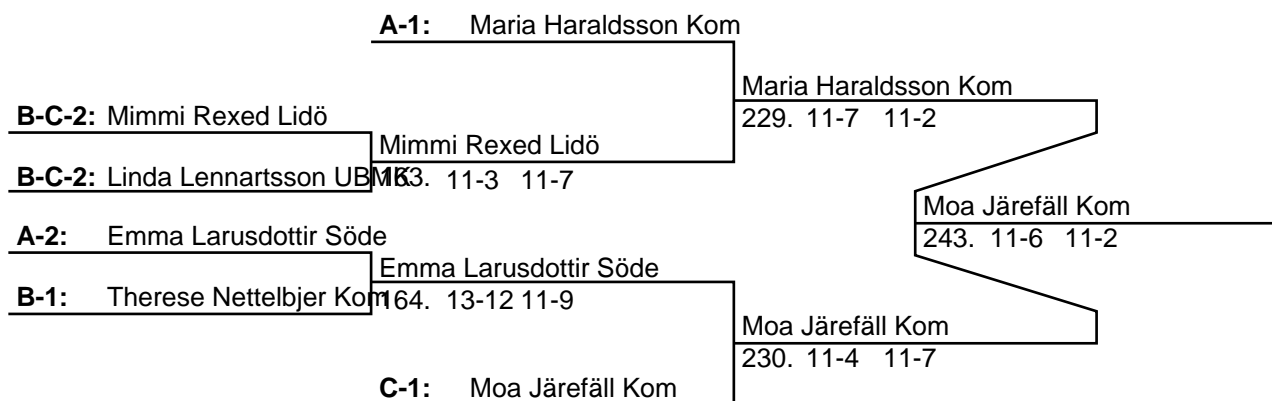 A-1: Maria Haraldsson Kom
Maria Haraldsson Kom
229. 11-7 11-2
B-C-2: Mimmi Rexed Lidö
Mimmi Rexed Lidö
B-C-2: Linda Lennartsson UBMK
163. 11-3 11-7
Moa Järefäll Kom
243. 11-6 11-2
A-2: Emma Larusdottir Söde
Emma Larusdottir Söde
B-1: Therese Nettelbjer Kom
164. 13-12 11-9
Moa Järefäll Kom
230. 11-4 11-7
C-1: Moa Järefäll Kom